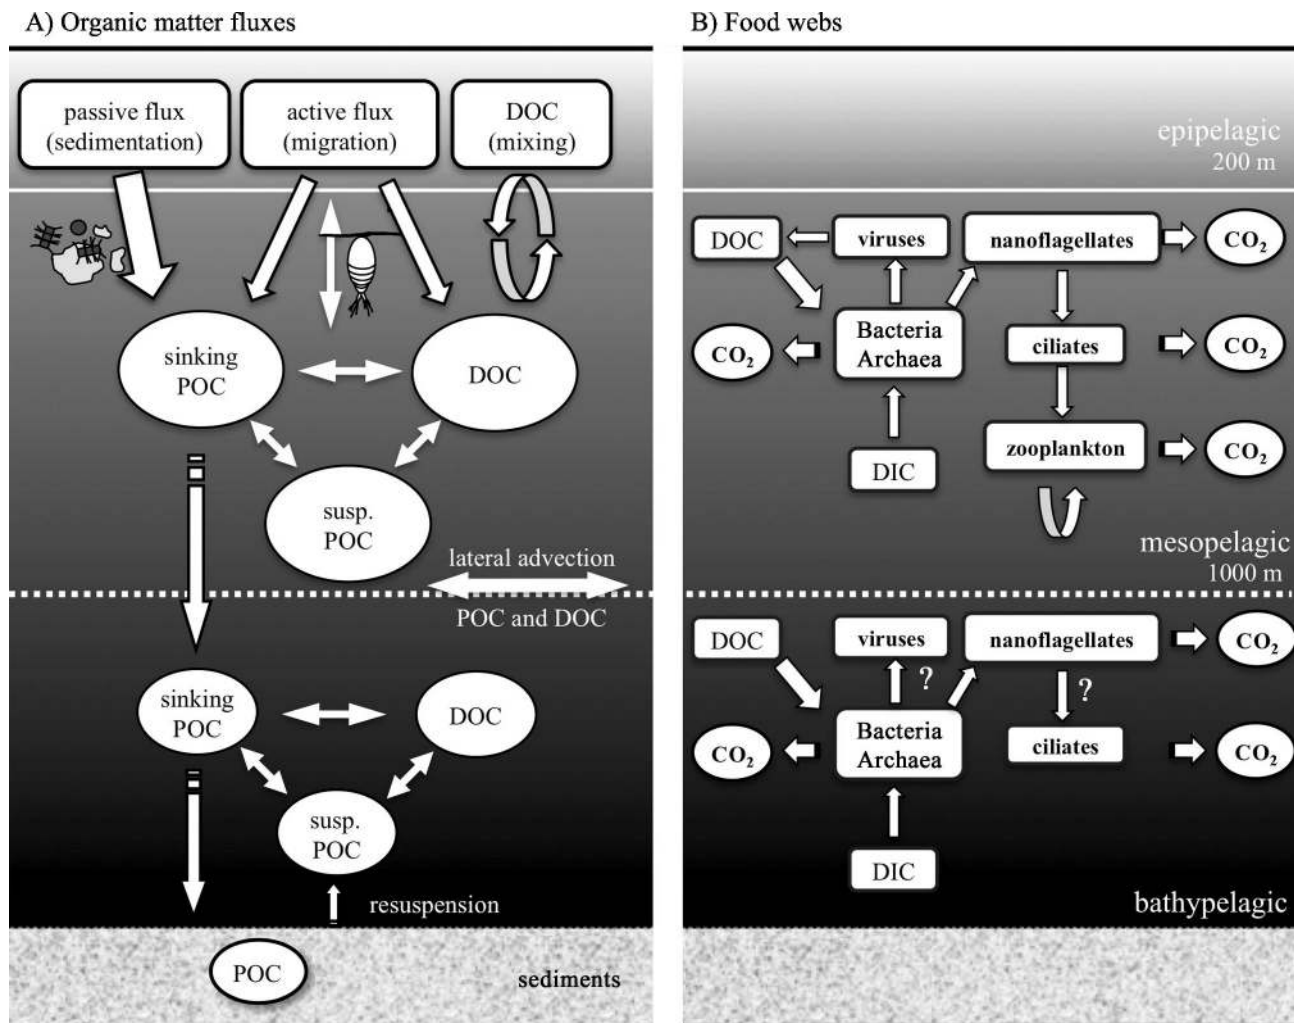 A) Organic matter fluxes
passive flux
(sedimentation)
active flux
(migration)
DOC
(mixing)
sinking
POC
DOC
susp.
POC
lateral advection
POC and DOC
sinking
POC
DOC
susp.
POC
resuspension
POC
sediments
B) Food webs
epipelagic
200 m
DOC
viruses
nanoflagellates
CO₂
CO₂
Bacteria
Archaea
ciliates
CO₂
DIC
zooplankton
CO₂
mesopelagic
1000 m
DOC
viruses
nanoflagellates
CO₂
?
?
CO₂
Bacteria
Archaea
ciliates
CO₂
DIC
bathypelagic